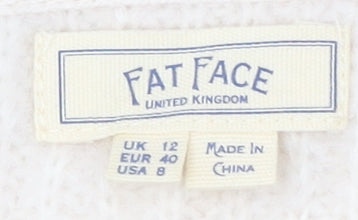 FAT FACE
UNITED KINGDOM
UK 12
EUR 40
USA 8
MADE IN
CHINA